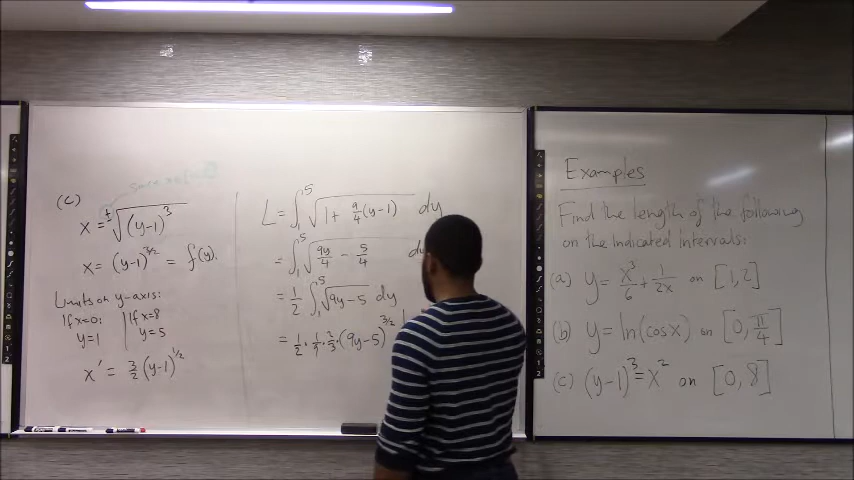 (c)
x = ±√(y-1)³
x = (y-1)^3/2 = f(y).
Limits on y-axis:
If x=0: | If x=8
y=1 | y=5
x' = 3/2 (y-1)^1/2
L = ∫₁⁵ √(1 + 9/4 (y-1)) dy
= ∫₁⁵ √(9y/4 - 5/4) d
= 1/2 ∫₁⁵ √(9y-5) dy
= 1/2 · 1/9 · 2/3 · (9y-5)^3/2
Examples
Find the length of the following
on the indicated intervals:
(a) y = x³/6 + 1/2x on [1,2]
(b) y = ln(cosx) on [0, π/4]
(c) (y-1)³ = x² on [0,8]